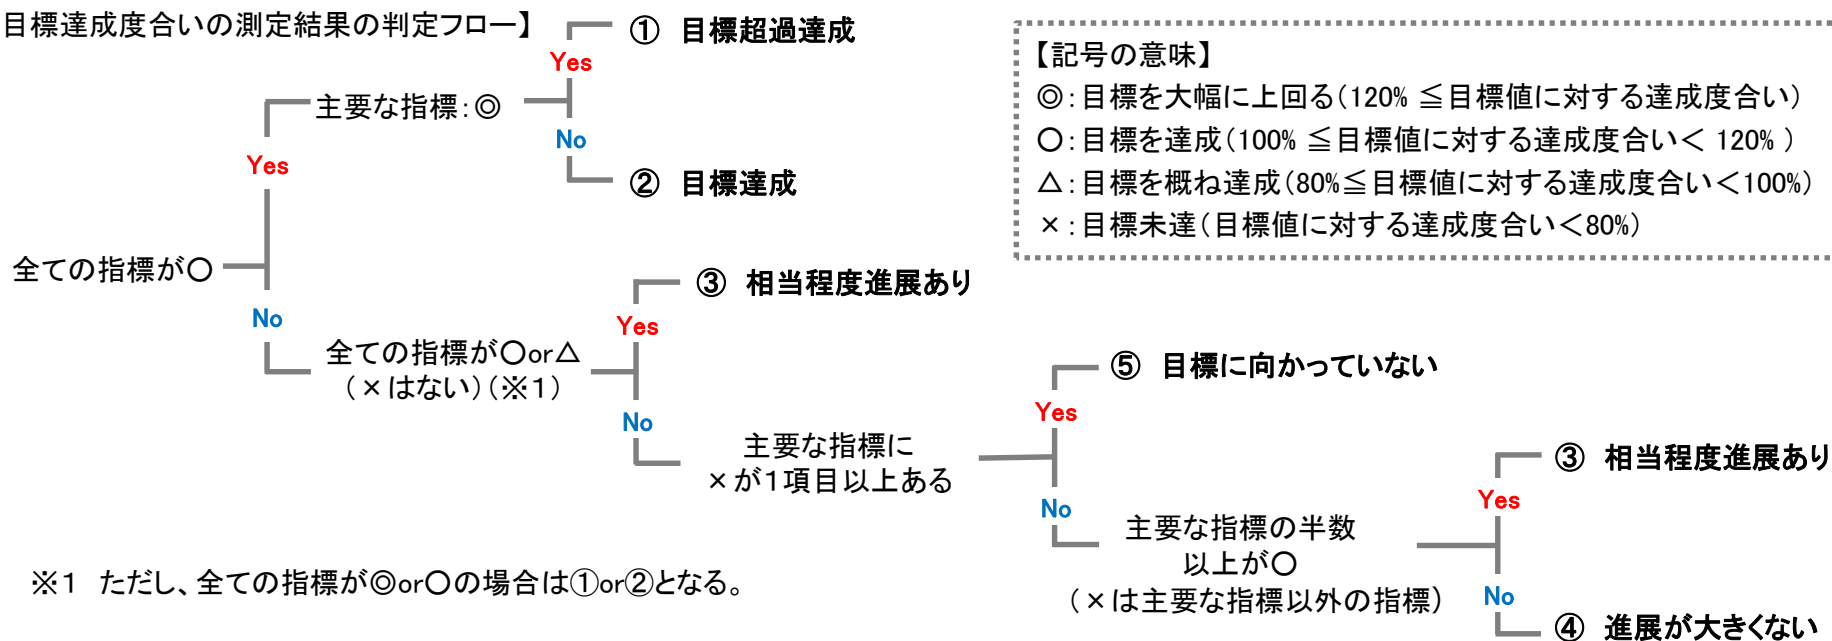 目標達成度合いの測定結果の判定フロー】
① 目標超過達成
Yes
主要な指標：◎
No
② 目標達成
Yes
全ての指標が〇
No
③ 相当程度進展あり
Yes
全ての指標が〇or△
（×はない）（※1）
No
⑤ 目標に向かっていない
Yes
主要な指標に
×が1項目以上ある
No
③ 相当程度進展あり
Yes
主要な指標の半数
以上が〇
（×は主要な指標以外の指標）
No
④ 進展が大きくない
※1 ただし、全ての指標が◎or〇の場合は①or②となる。
【記号の意味】
◎：目標を大幅に上回る（120% ≦目標値に対する達成度合い）
〇：目標を達成（100% ≦目標値に対する達成度合い＜ 120% ）
△：目標を概ね達成（80%≦目標値に対する達成度合い＜100%）
×：目標未達（目標値に対する達成度合い＜80%）